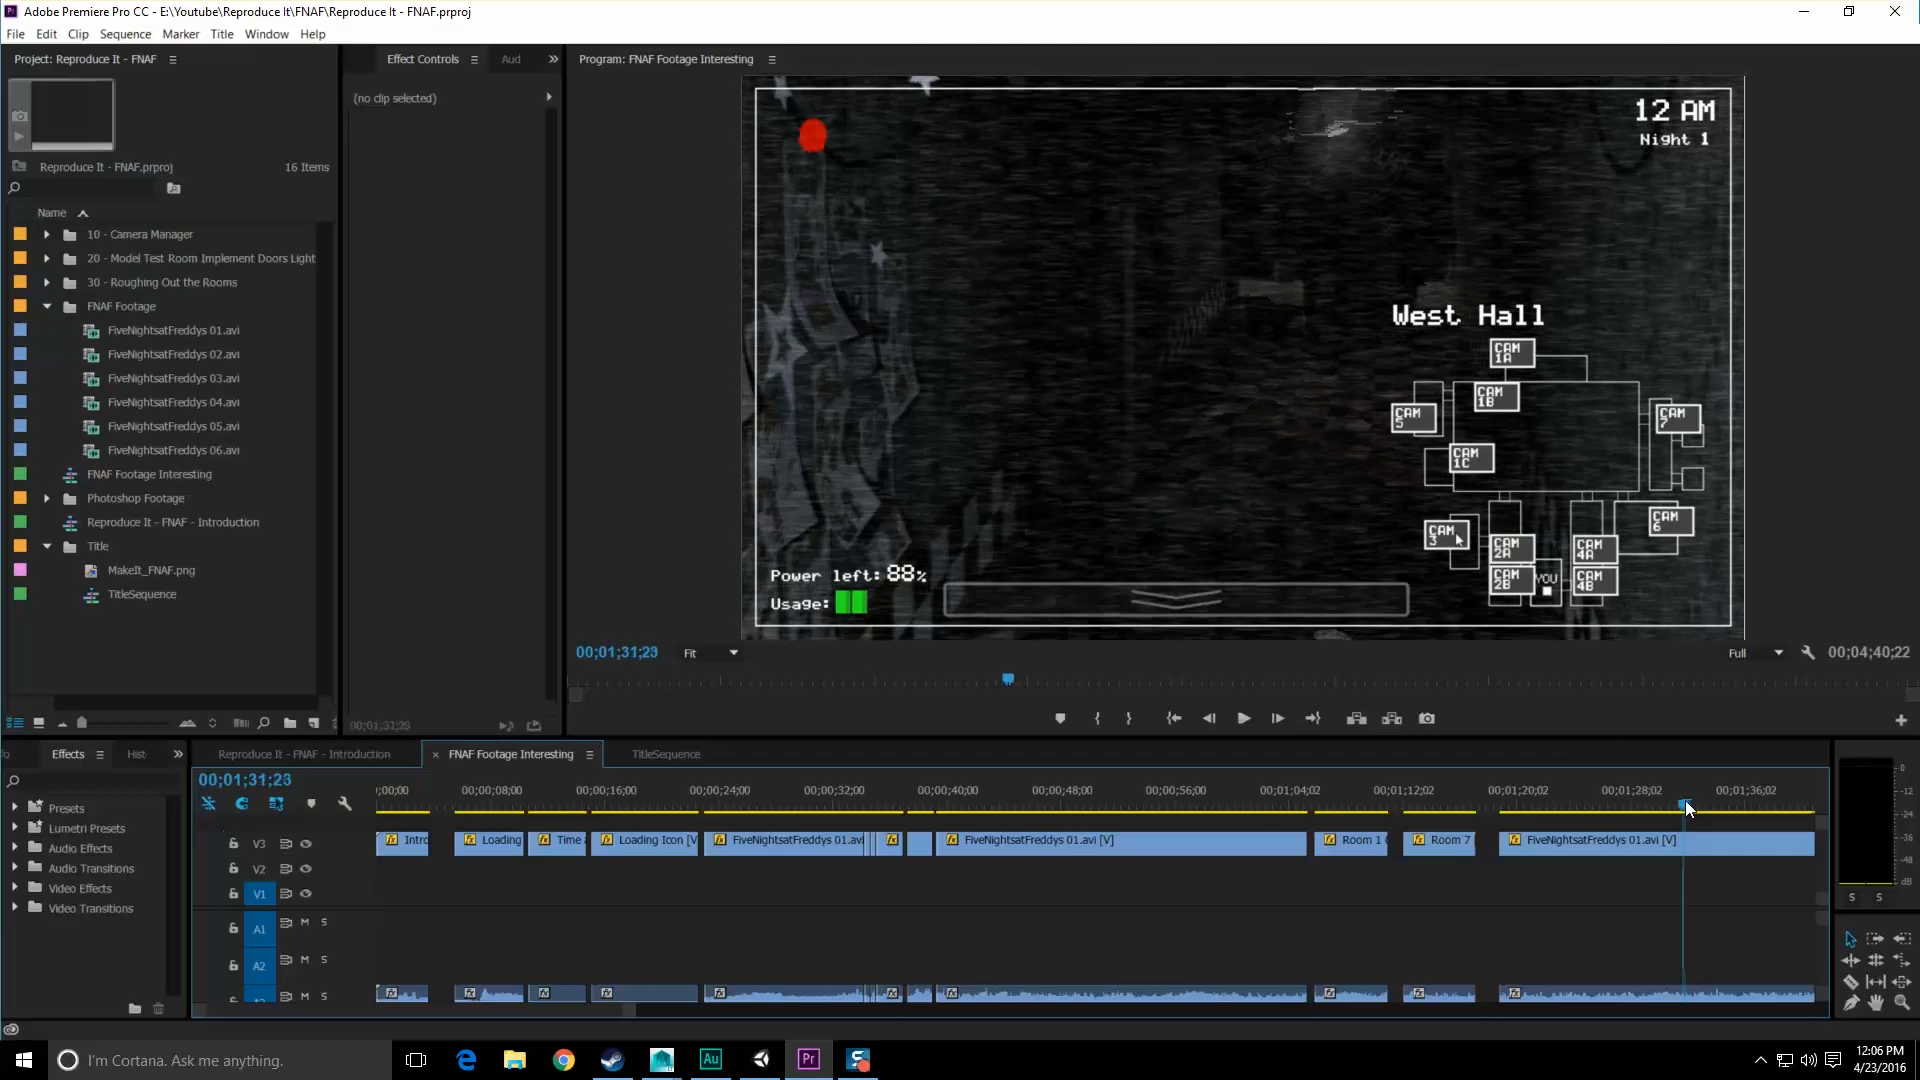 Adobe Premiere Pro CC - E:\Youtube\Reproduce It\FNAF\Reproduce It - FNAF.prproj
File Edit Clip Sequence Marker Title Window Help
Project: Reproduce It - FNAF
Reproduce It - FNAF.prproj
16 Items
Name
10 - Camera Manager
20 - Model Test Room Implement Doors Light
30 - Roughing Out the Rooms
FNAF Footage
FiveNightsatFreddys 01.avi
FiveNightsatFreddys 02.avi
FiveNightsatFreddys 03.avi
FiveNightsatFreddys 04.avi
FiveNightsatFreddys 05.avi
FiveNightsatFreddys 06.avi
FNAF Footage Interesting
Photoshop Footage
Reproduce It - FNAF - Introduction
Title
MakeIt_FNAF.png
TitleSequence
Effect Controls
Aud
(no clip selected)
Program: FNAF Footage Interesting
12 AM
Night 1
West Hall
CAM 1A
CAM 1B
CAM 5
CAM 7
CAM 1C
CAM 3
CAM 6
CAM 2A
CAM 4A
CAM 2B
YOU
CAM 4B
Power left: 88%
Usage:
00;01;31;23
Fit
Full
00;04;40;22
00;01;31;23
Effects
Hist
Reproduce It - FNAF - Introduction
FNAF Footage Interesting
TitleSequence
00;01;31;23
;00;00 00;00;08;00 00;00;16;00 00;00;24;00 00;00;32;00 00;00;40;00 00;00;48;00 00;00;56;00 00;01;04;02 00;01;12;02 00;01;20;02 00;01;28;02 00;01;36;02
Presets
Lumetri Presets
Audio Effects
Audio Transitions
Video Effects
Video Transitions
V3
Intro
Loading
Time
Loading Icon [V
FiveNightsatFreddys 01.avi
FiveNightsatFreddys 01.avi [V]
Room 1
Room 7
FiveNightsatFreddys 01.avi [V]
V2
V1
A1 M S
A2 M S
M S
0
-12
-24
-36
-48
dB
S S
I'm Cortana. Ask me anything.
Au
Pr
12:06 PM
4/23/2016